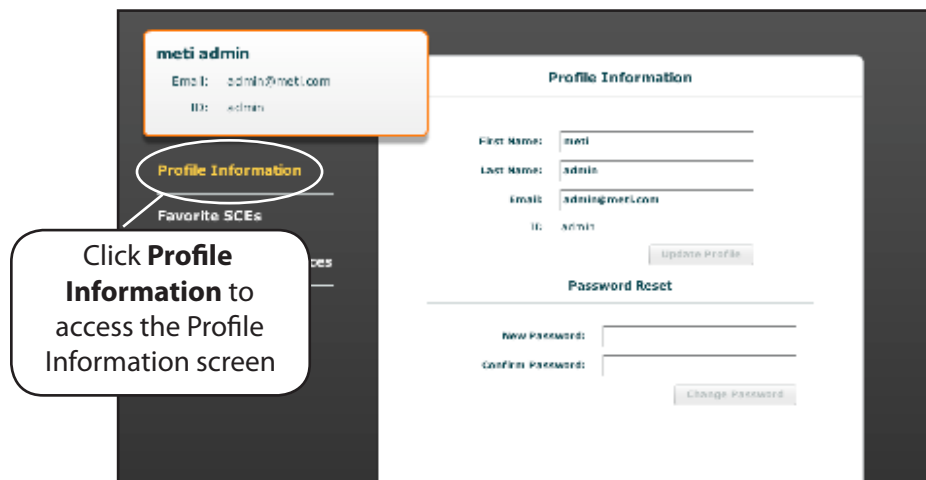 meti admin
Email: admin@meti.com
ID: admin
Profile Information
Favorite SCEs
ces
Click Profile
Information to
access the Profile
Information screen
Profile Information
First Name: meti
Last Name: admin
Email: admin@meti.com
ID: admin
Update Profile
Password Reset
New Password:
Confirm Password:
Change Password